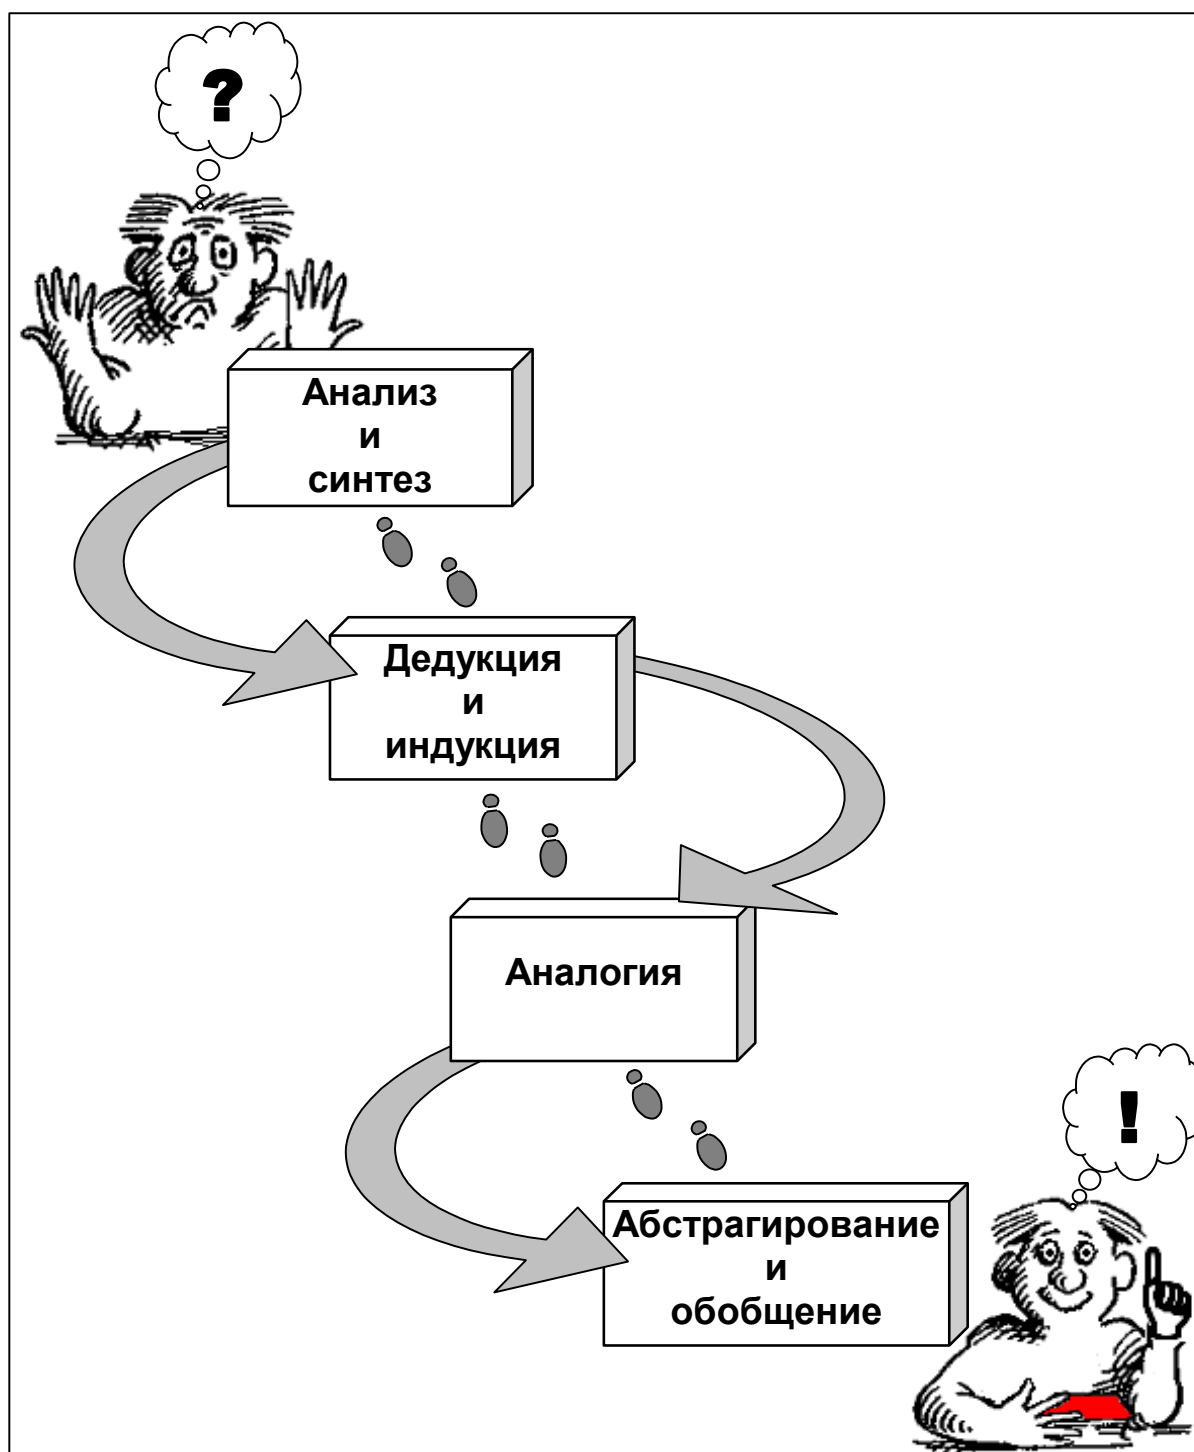 ?
Анализ
и
синтез
Дедукция
и
индукция
Аналогия
!
Абстрагирование
и
обобщение